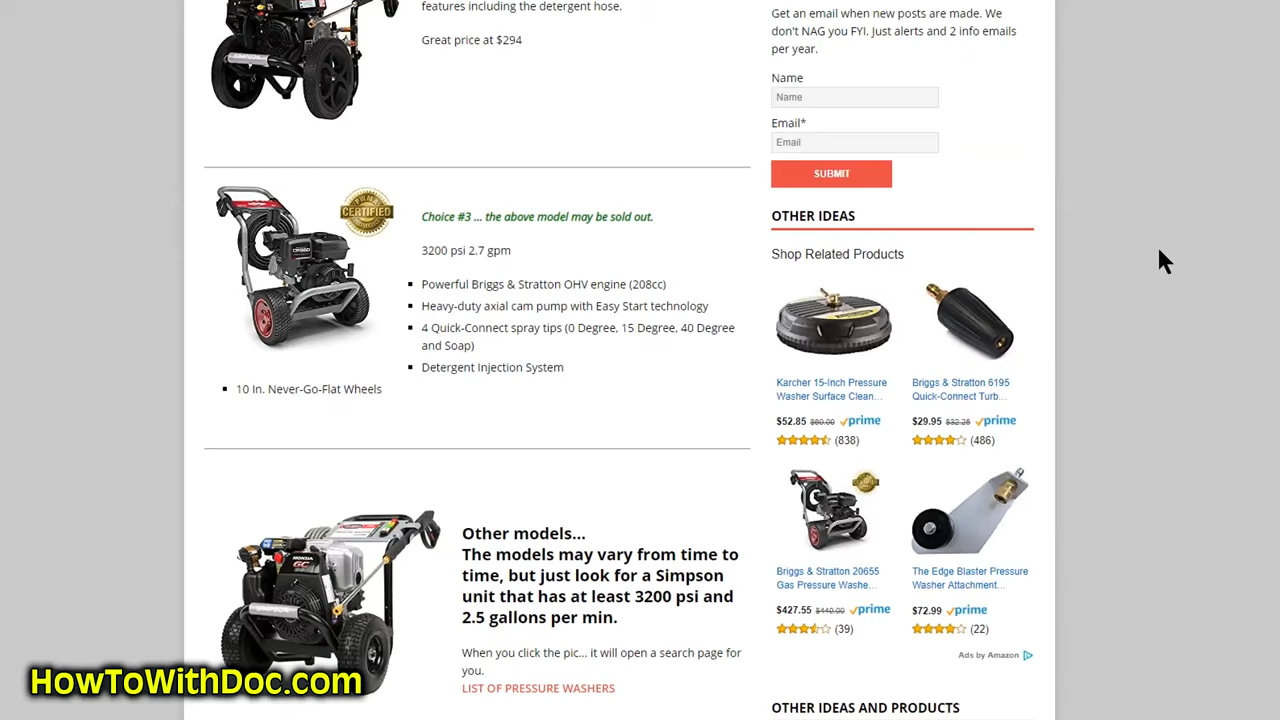 features including the detergent hose.
Great price at $294
SIMPSON
CERTIFIED
Choice #3 ... the above model may be sold out.
3200 psi 2.7 gpm
Powerful Briggs & Stratton OHV engine (208cc)
Heavy-duty axial cam pump with Easy Start technology
4 Quick-Connect spray tips (0 Degree, 15 Degree, 40 Degree
and Soap)
Detergent Injection System
10 In. Never-Go-Flat Wheels
Other models...
The models may vary from time to
time, but just look for a Simpson
unit that has at least 3200 psi and
2.5 gallons per min.
When you click the pic... it will open a search page for
you.
LIST OF PRESSURE WASHERS
HONDA
SIMPSON
HowToWithDoc.com
Get an email when new posts are made. We
don't NAG you FYI. Just alerts and 2 info emails
per year.
Name
Name
Email*
Email
SUBMIT
OTHER IDEAS
Shop Related Products
Karcher 15-Inch Pressure
Washer Surface Clean...
$52.85 $60.00 prime
(838)
Briggs & Stratton 6195
Quick-Connect Turb...
$29.95 $32.25 prime
(486)
Briggs & Stratton 20655
Gas Pressure Washe...
$427.55 $440.00 prime
(39)
The Edge Blaster Pressure
Washer Attachment...
$72.99 prime
(22)
Ads by Amazon
OTHER IDEAS AND PRODUCTS